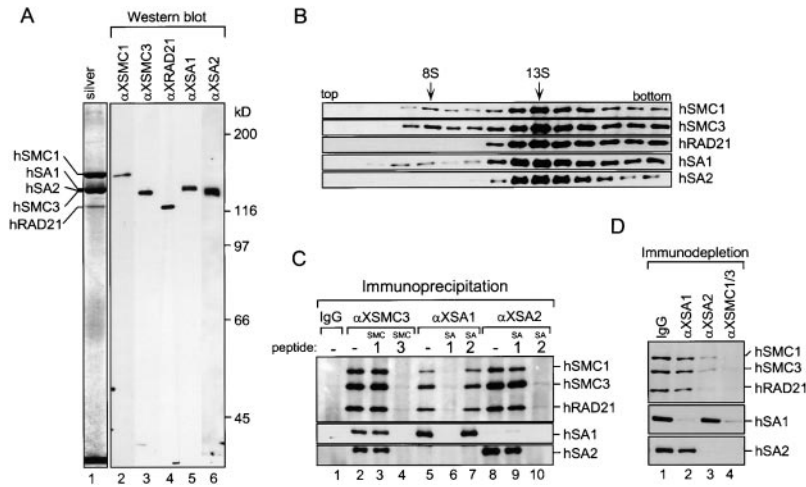 A
Western blot
silver
αXSMC1
αXSMC3
αXRAD21
αXSA1
αXSA2
kD
200
116
97
66
45
hSMC1
hSA1
hSA2
hSMC3
hRAD21
1 2 3 4 5 6
B
8S 13S
top bottom
hSMC1
hSMC3
hRAD21
hSA1
hSA2
C
Immunoprecipitation
IgG αXSMC3 αXSA1 αXSA2
SMC SMC SA SA SA SA
peptide: - - 1 3 - 1 2 - 1 2
hSMC1
hSMC3
hRAD21
hSA1
hSA2
1 2 3 4 5 6 7 8 9 10
D
Immunodepletion
IgG
αXSA1
αXSA2
αXSMC1/3
hSMC1
hSMC3
hRAD21
hSA1
hSA2
1 2 3 4